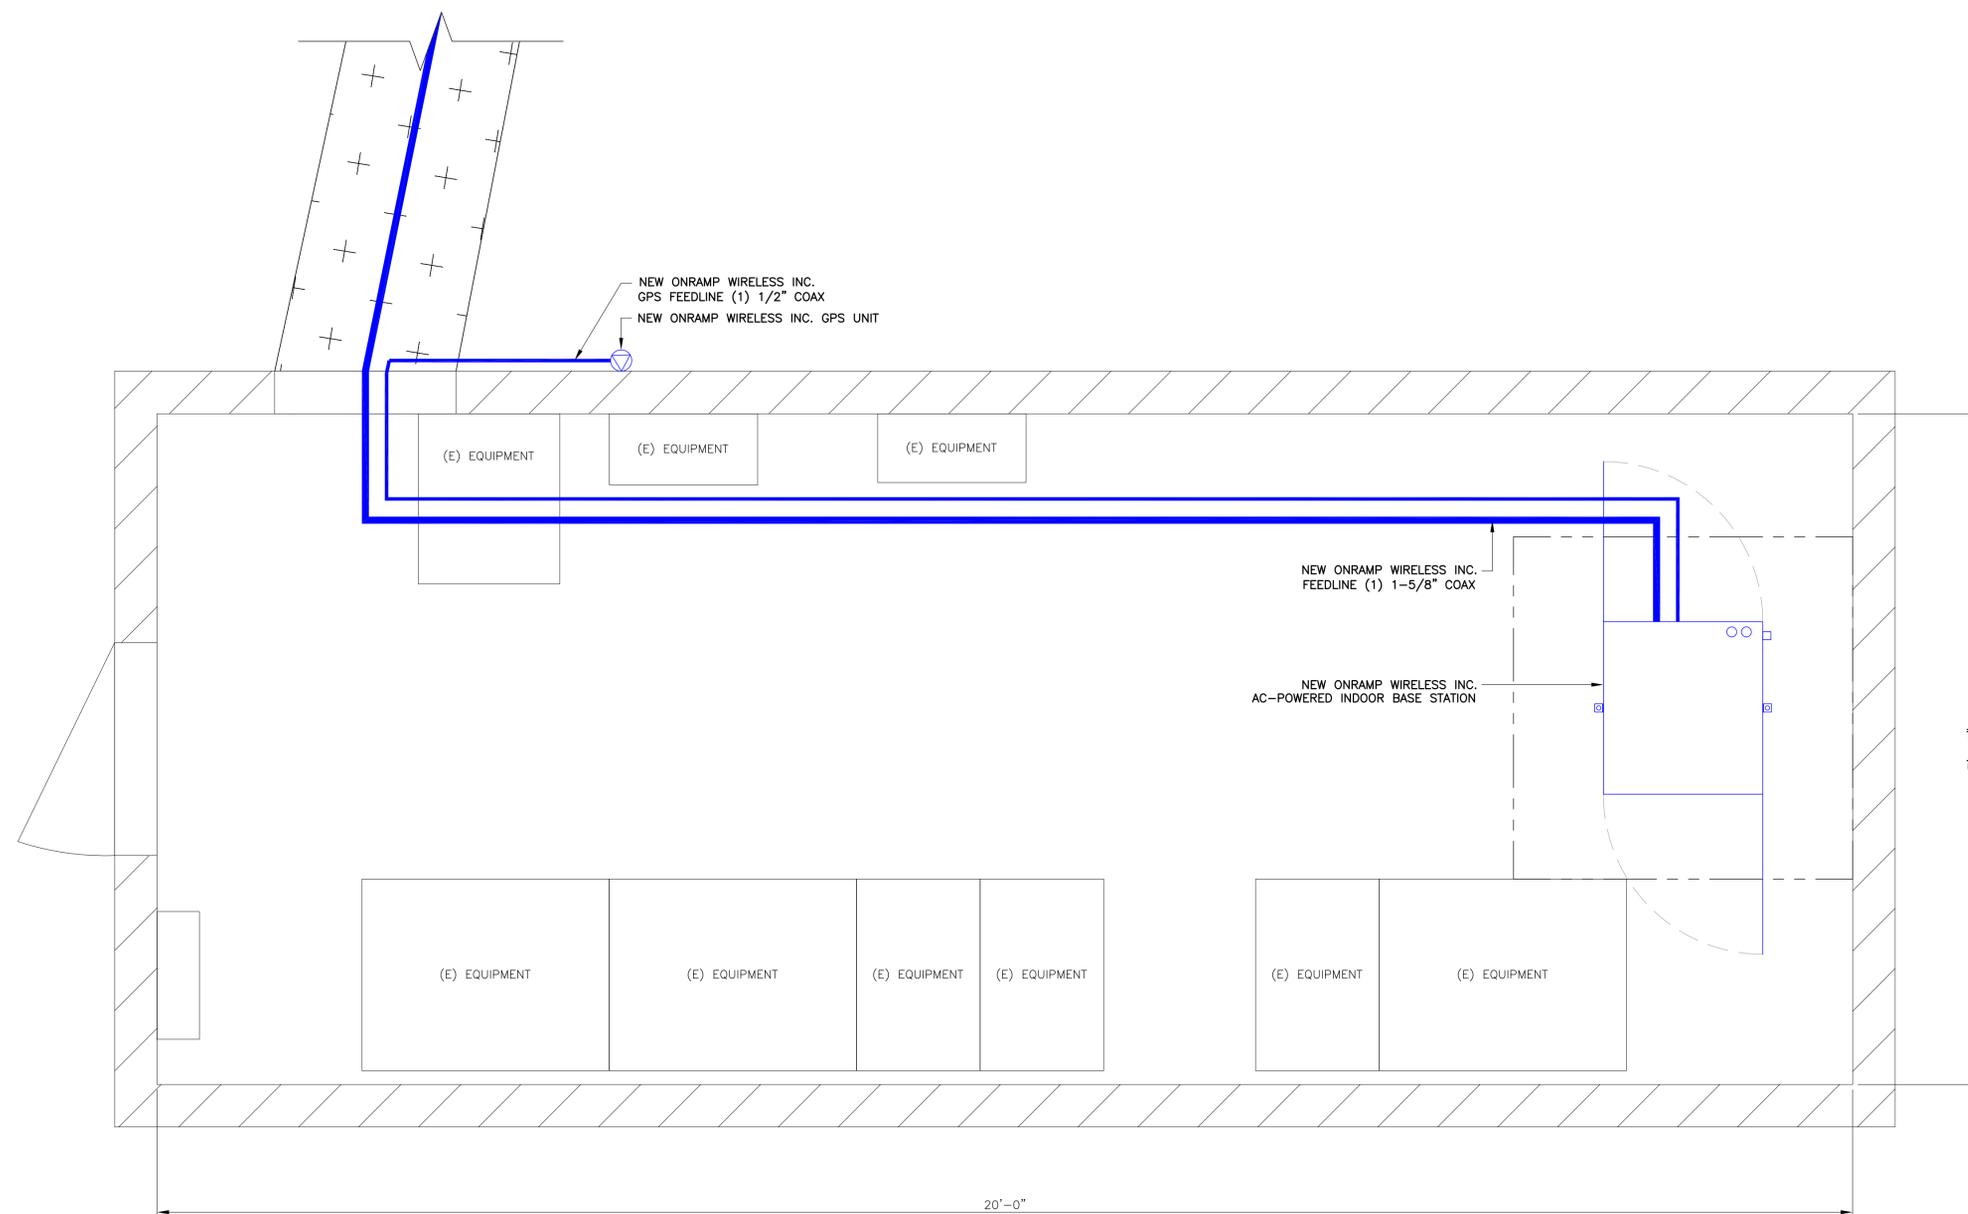 NEW ONRAMP WIRELESS INC.
GPS FEEDLINE (1) 1/2" COAX
NEW ONRAMP WIRELESS INC. GPS UNIT
(E) EQUIPMENT
(E) EQUIPMENT
(E) EQUIPMENT
NEW ONRAMP WIRELESS INC.
FEEDLINE (1) 1-5/8" COAX
NEW ONRAMP WIRELESS INC.
AC-POWERED INDOOR BASE STATION
(E) EQUIPMENT
(E) EQUIPMENT
(E) EQUIPMENT
(E) EQUIPMENT
(E) EQUIPMENT
(E) EQUIPMENT
20'-0"